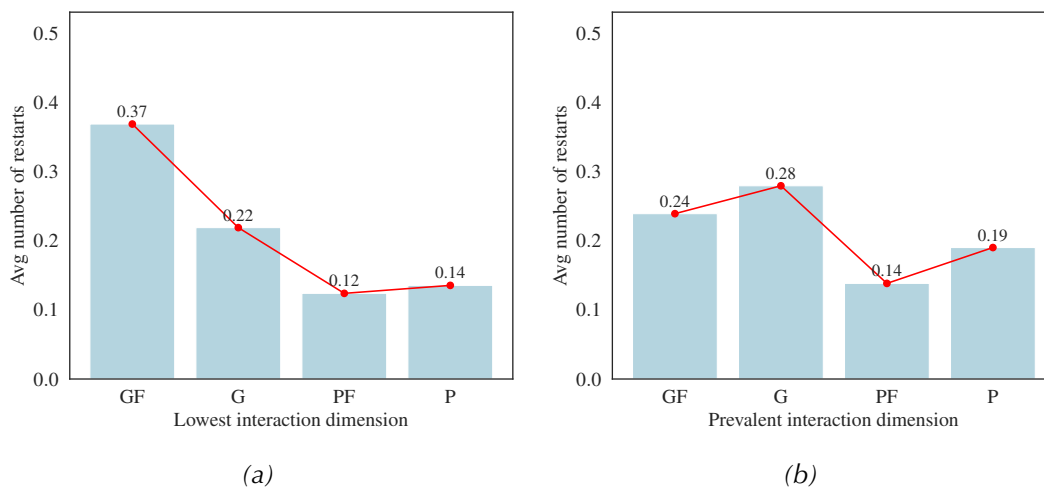 0.5
0.4
0.3
0.2
0.1
0.0
Avg number of restarts
0.37
0.22
0.12
0.14
GF G PF P
Lowest interaction dimension
(a)
0.5
0.4
0.3
0.2
0.1
0.0
Avg number of restarts
0.24
0.28
0.14
0.19
GF G PF P
Prevalent interaction dimension
(b)